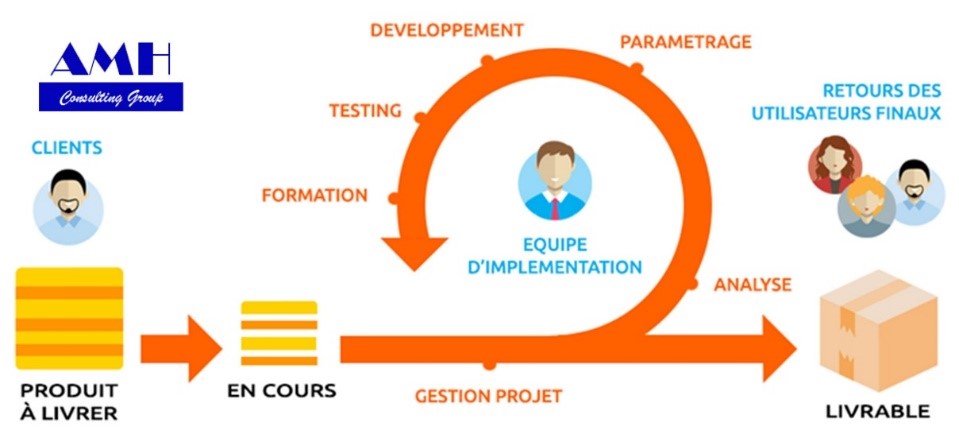 AMH
Consulting Group
CLIENTS
PRODUIT
À LIVRER
EN COURS
GESTION PROJET
ANALYSE
PARAMETRAGE
DEVELOPPEMENT
TESTING
FORMATION
EQUIPE
D'IMPLEMENTATION
RETOURS DES
UTILISATEURS FINAUX
LIVRABLE